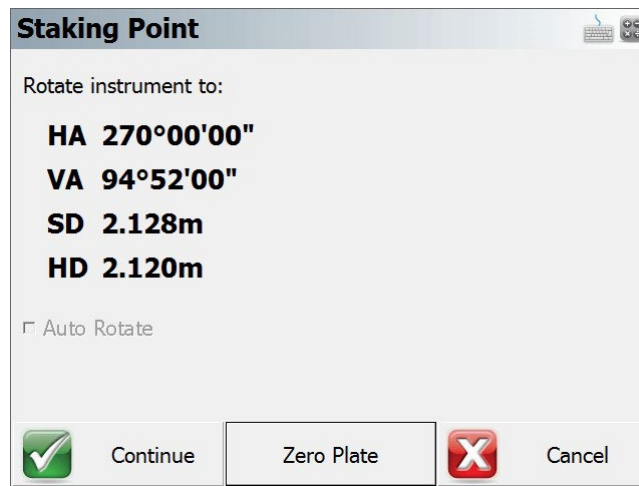 Staking Point
Rotate instrument to:
HA 270°00'00"
VA 94°52'00"
SD 2.128m
HD 2.120m
Auto Rotate
Continue Zero Plate Cancel